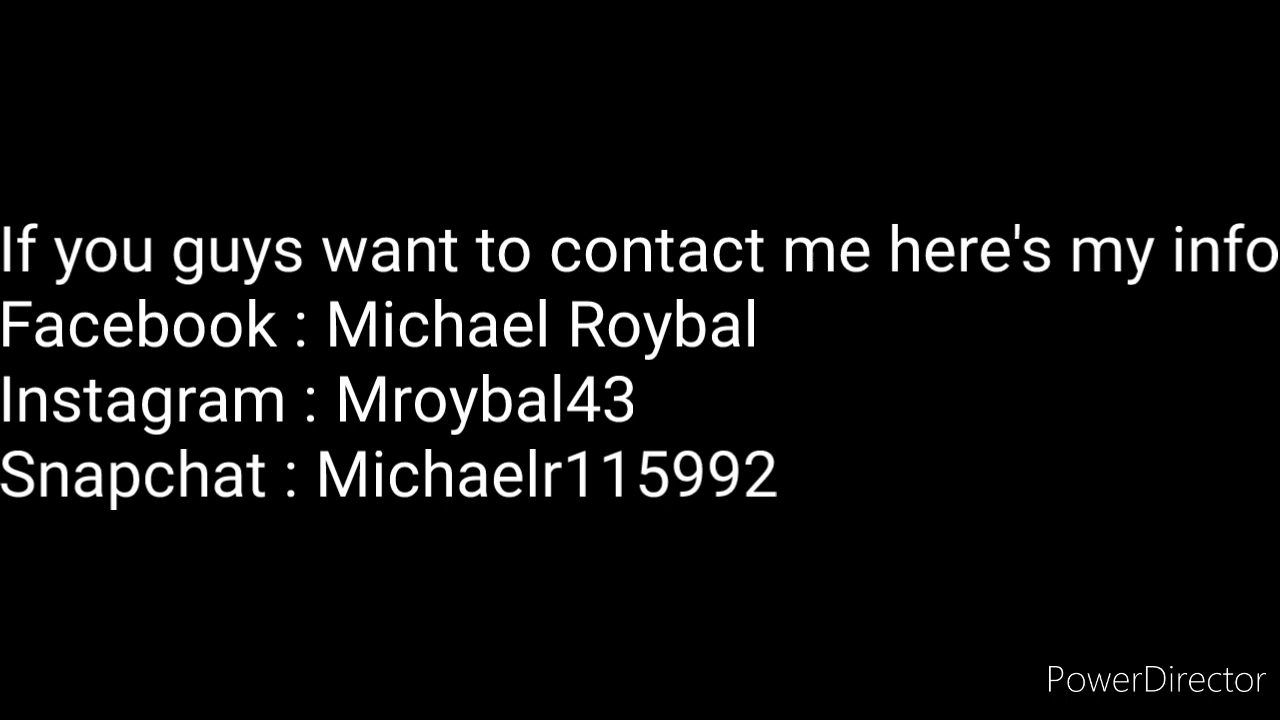 If you guys want to contact me here's my info
Facebook : Michael Roybal
Instagram : Mroybal43
Snapchat : Michaelr115992
PowerDirector